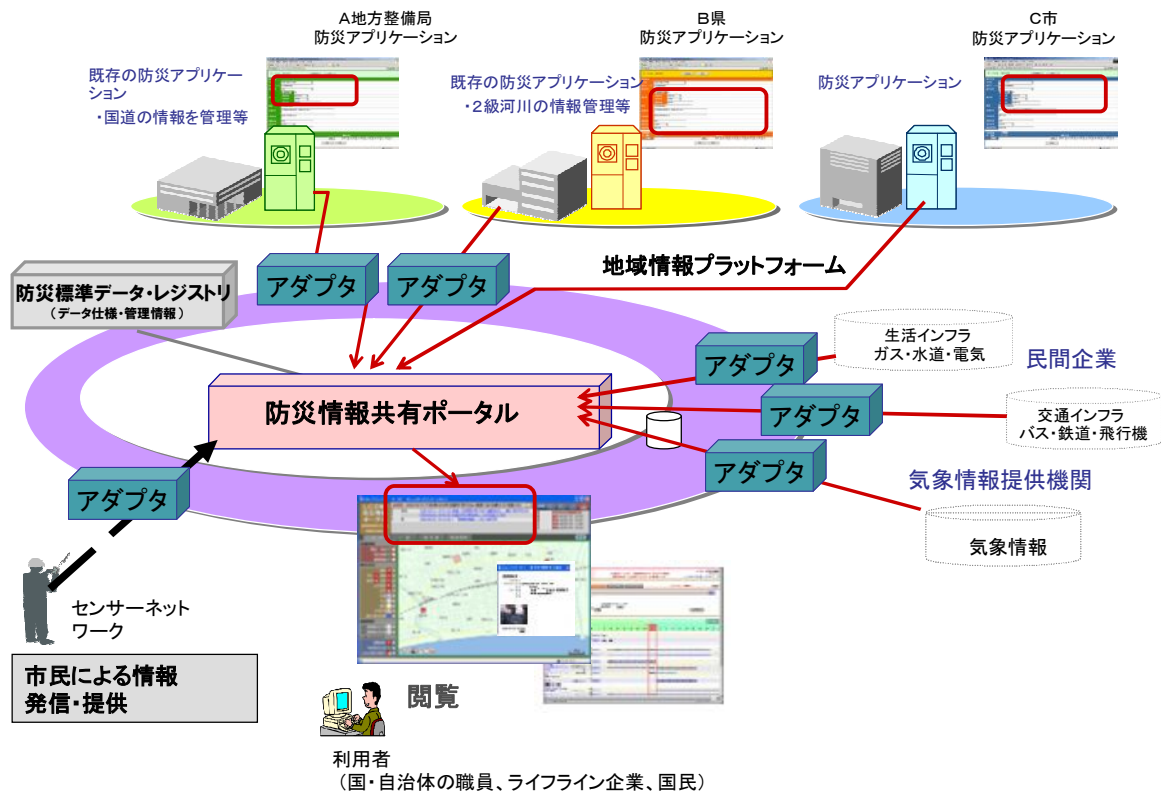 A地方整備局
防災アプリケーション
B県
防災アプリケーション
C市
防災アプリケーション
既存の防災アプリケー
ション
・国道の情報を管理等
既存の防災アプリケーション
・２級河川の情報管理等
防災アプリケーション
アダプタ
アダプタ
地域情報プラットフォーム
防災標準データ・レジストリ
（データ仕様・管理情報）
生活インフラ
ガス・水道・電気
民間企業
アダプタ
防災情報共有ポータル
アダプタ
交通インフラ
バス・鉄道・飛行機
アダプタ
気象情報提供機関
アダプタ
気象情報
センサーネット
ワーク
市民による情報
発信・提供
閲覧
利用者
（国・自治体の職員、ライフライン企業、国民）